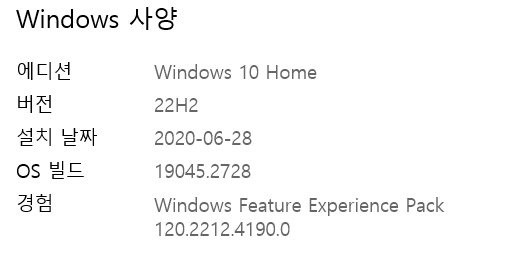 Windows 사양
에디션 Windows 10 Home
버전 22H2
설치 날짜 2020-06-28
OS 빌드 19045.2728
경험 Windows Feature Experience Pack
120.2212.4190.0